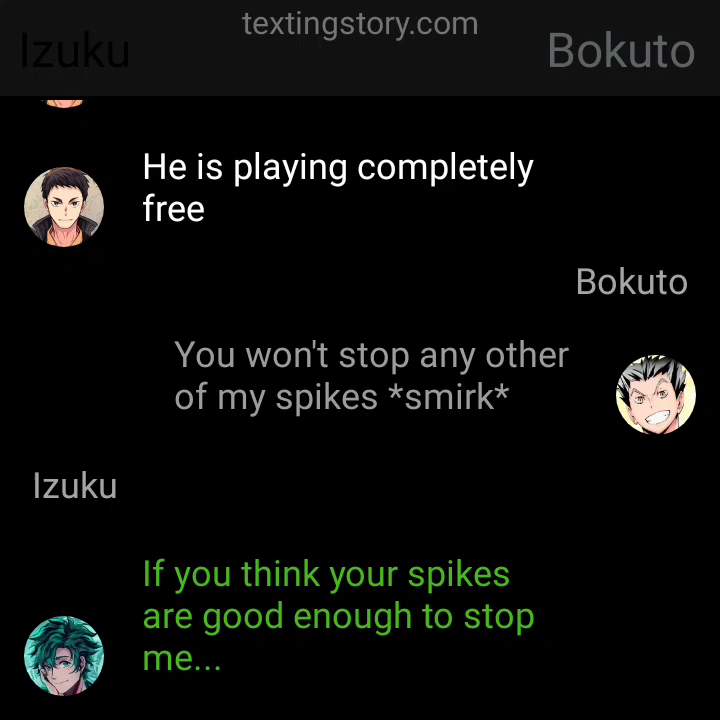 textingstory.com
Izuku
Bokuto
He is playing completely
free
Bokuto
You won't stop any other
of my spikes *smirk*
Izuku
If you think your spikes
are good enough to stop
me...